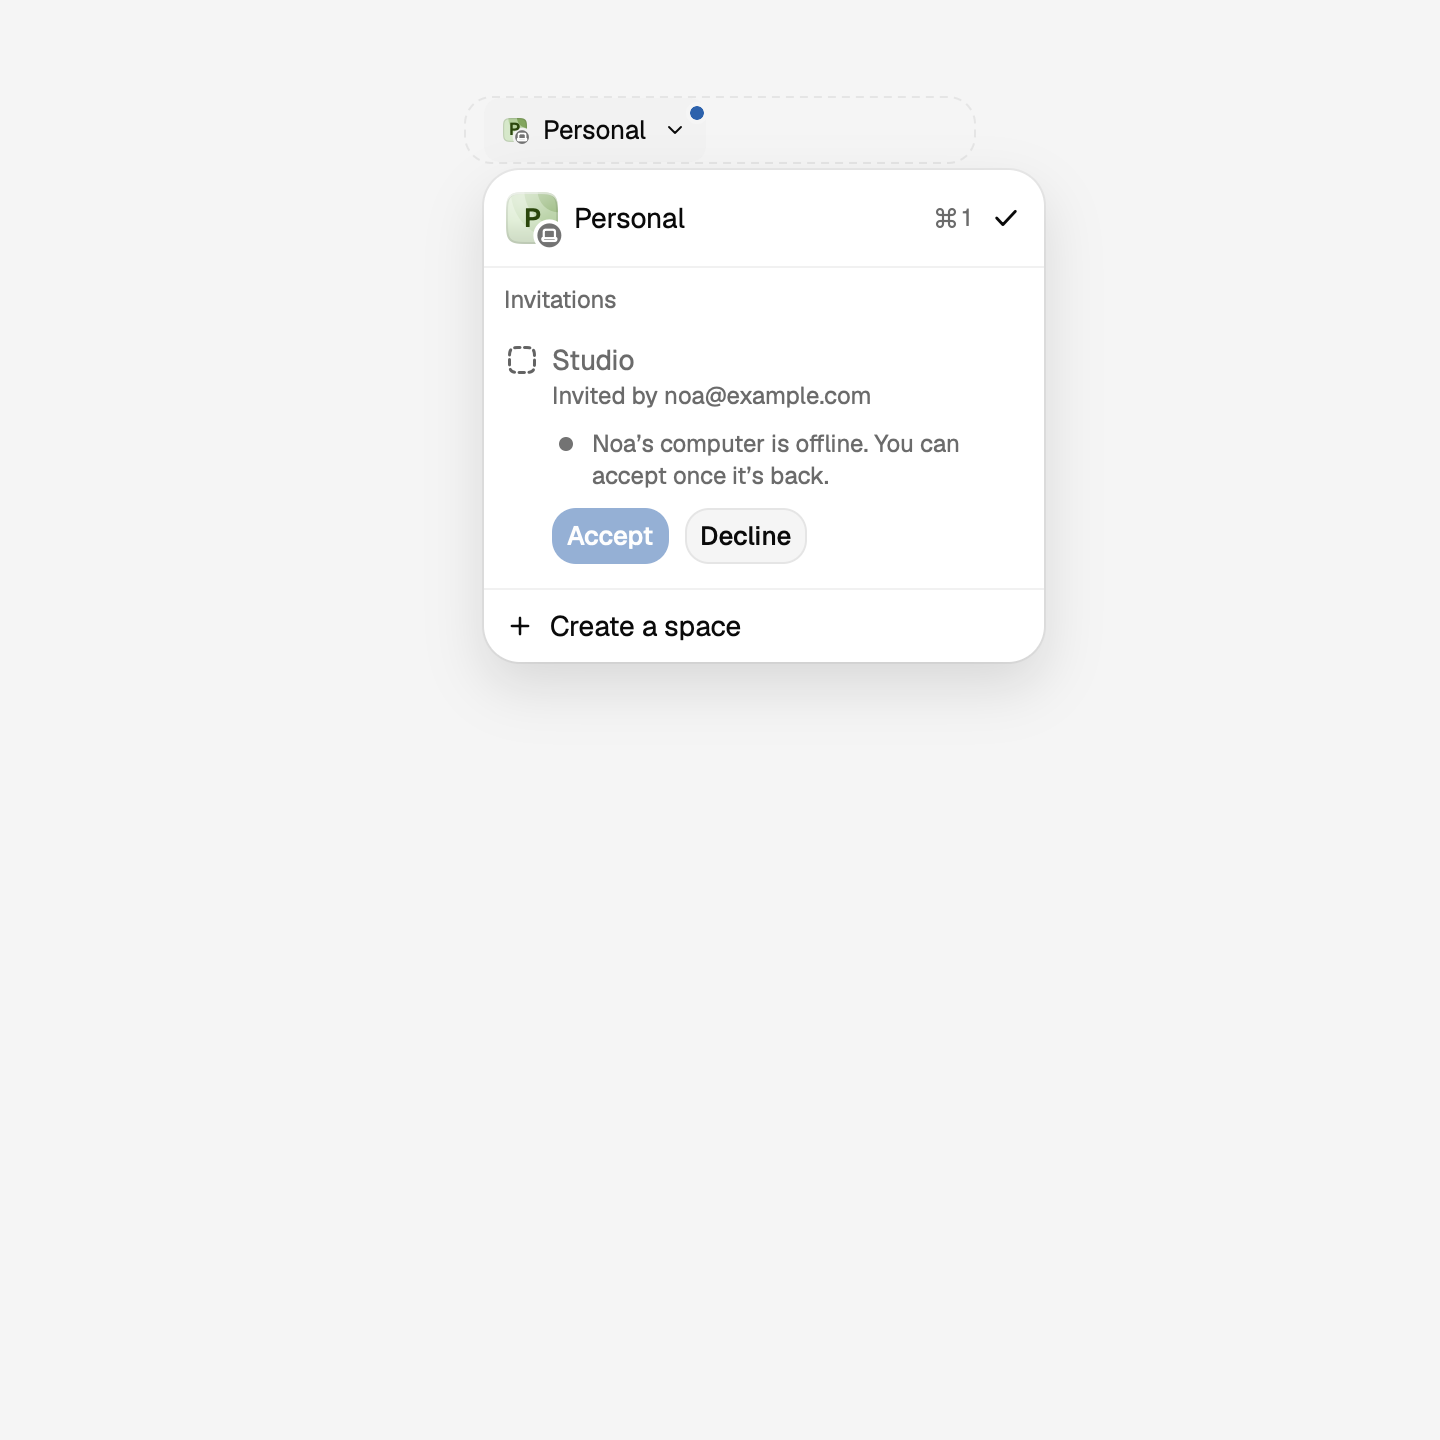 P Personal
P Personal ⌘1
Invitations
Studio
Invited by noa@example.com
Noa’s computer is offline. You can
accept once it’s back.
Accept Decline
Create a space